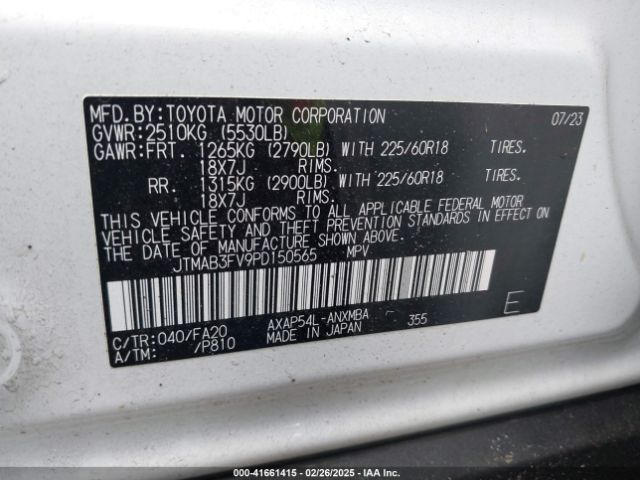 MFD.BY:TOYOTA MOTOR CORPORATION 07/23
GVWR:2510KG (5530LB)
GAWR:FRT. 1265KG (2790LB) WITH 225/60R18 TIRES.
18X7J RIMS.
RR. 1315KG (2900LB) WITH 225/60R18 TIRES.
18X7J RIMS.
THIS VEHICLE CONFORMS TO ALL APPLICABLE FEDERAL MOTOR
VEHICLE SAFETY AND THEFT PREVENTION STANDARDS IN EFFECT ON
THE DATE OF MANUFACTURE SHOWN ABOVE.
JTMAB3FV9PD150565 MPV
C/TR:040/FA20 AXAP54L-ANXMBA 355 E
A/TM: /P810 MADE IN JAPAN
000-41661415 - 02/26/2025 - IAA Inc.